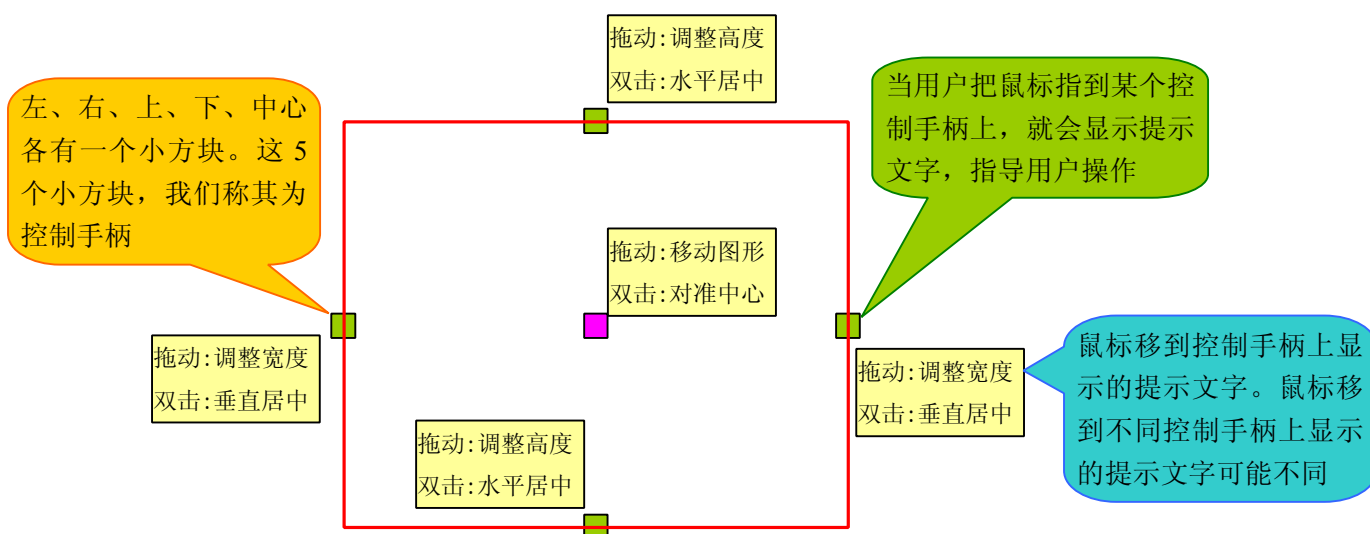 拖动:调整高度
双击:水平居中
左、右、上、下、中心
各有一个小方块。这 5
个小方块，我们称其为
控制手柄
当用户把鼠标指到某个控
制手柄上，就会显示提示
文字，指导用户操作
拖动:移动图形
双击:对准中心
拖动:调整宽度
双击:垂直居中
拖动:调整宽度
双击:垂直居中
鼠标移到控制手柄上显
示的提示文字。鼠标移
到不同控制手柄上显示
的提示文字可能不同
拖动:调整高度
双击:水平居中